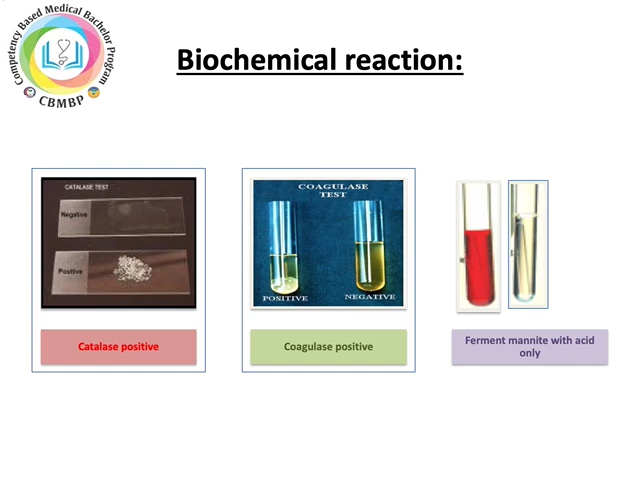 Competency Based Medical Bachelor Program
CBMBP
Biochemical reaction:
CATALASE TEST
Negative
Positive
COAGULASE
TEST
POSITIVE
NEGATIVE
Catalase positive
Coagulase positive
Ferment mannite with acid
only